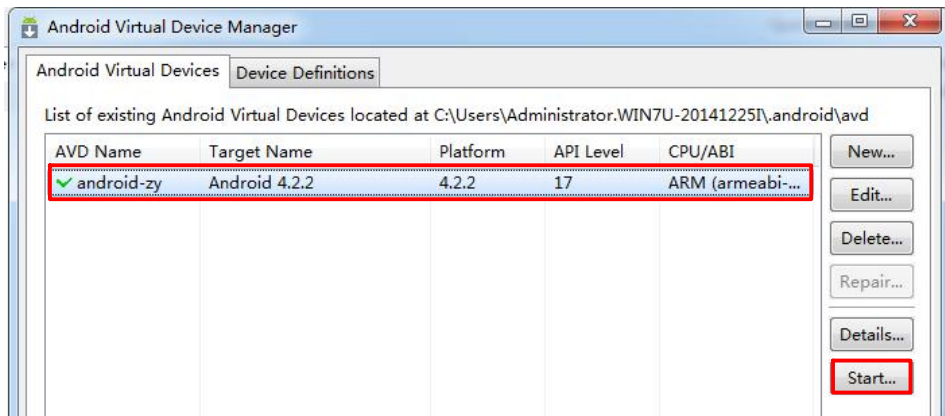 Android Virtual Device Manager
Android Virtual Devices Device Definitions
List of existing Android Virtual Devices located at C:\Users\Administrator.WIN7U-20141225I\.android\avd
AVD Name Target Name Platform API Level CPU/ABI New...
android-zy Android 4.2.2 4.2.2 17 ARM (armeabi-...
Edit...
Delete...
Repair...
Details...
Start...